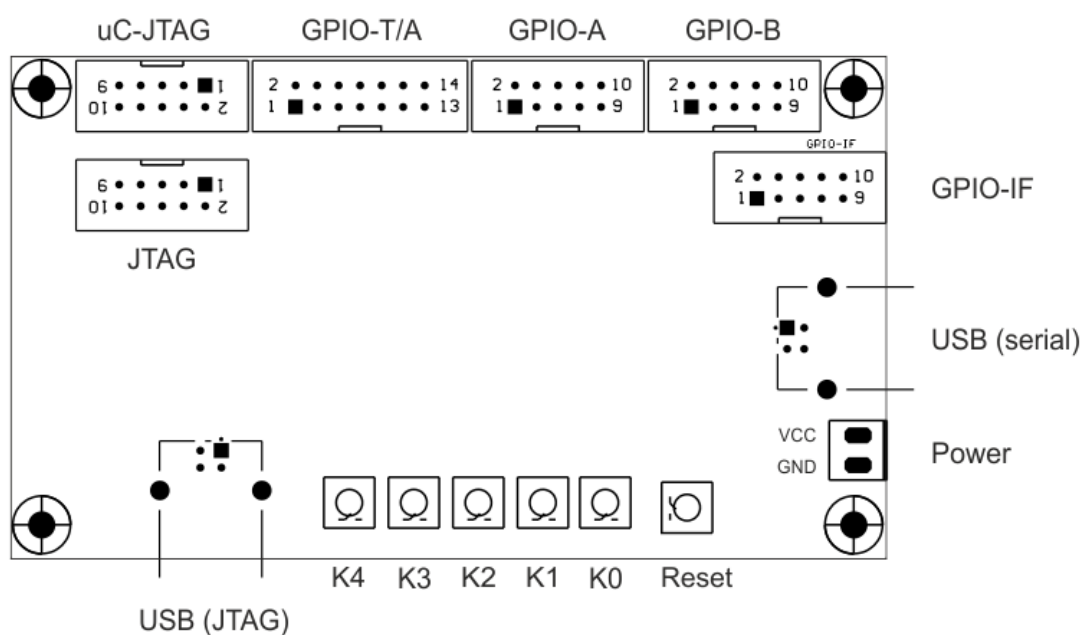 uC-JTAG GPIO-T/A GPIO-A GPIO-B
9 1 2 14 2 10 2 10
10 2 1 13 1 9 1 9
GPIO-IF
9 1 2 10
10 2 1 9
GPIO-IF
JTAG
USB (serial)
VCC
GND
Power
K4 K3 K2 K1 K0 Reset
USB (JTAG)